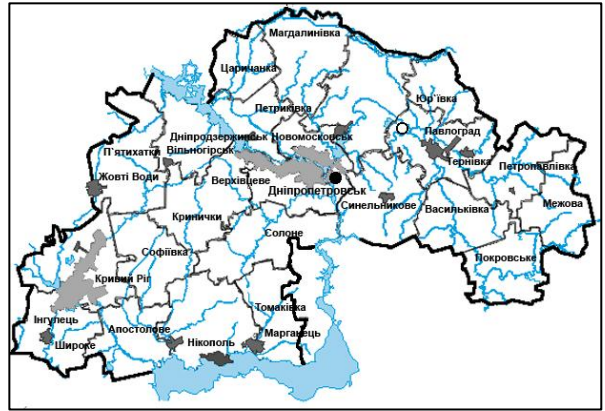 Магдалинівка
Царичанка
Юр'ївка
Петриківка
Павлоград
Дніпродзержинськ
Новомосковськ
Вільногірськ
П'ятихатки
Тернівка
Петропавлівка
Жовті Води
Верхівцеве
Дніпропетровськ
Синельникове
Васильківка
Межова
Кринички
Солоне
Софіївка
Покровське
Кривий Ріг
Томаківка
Інгулець
Апостолове
Марганець
Широке
Нікополь